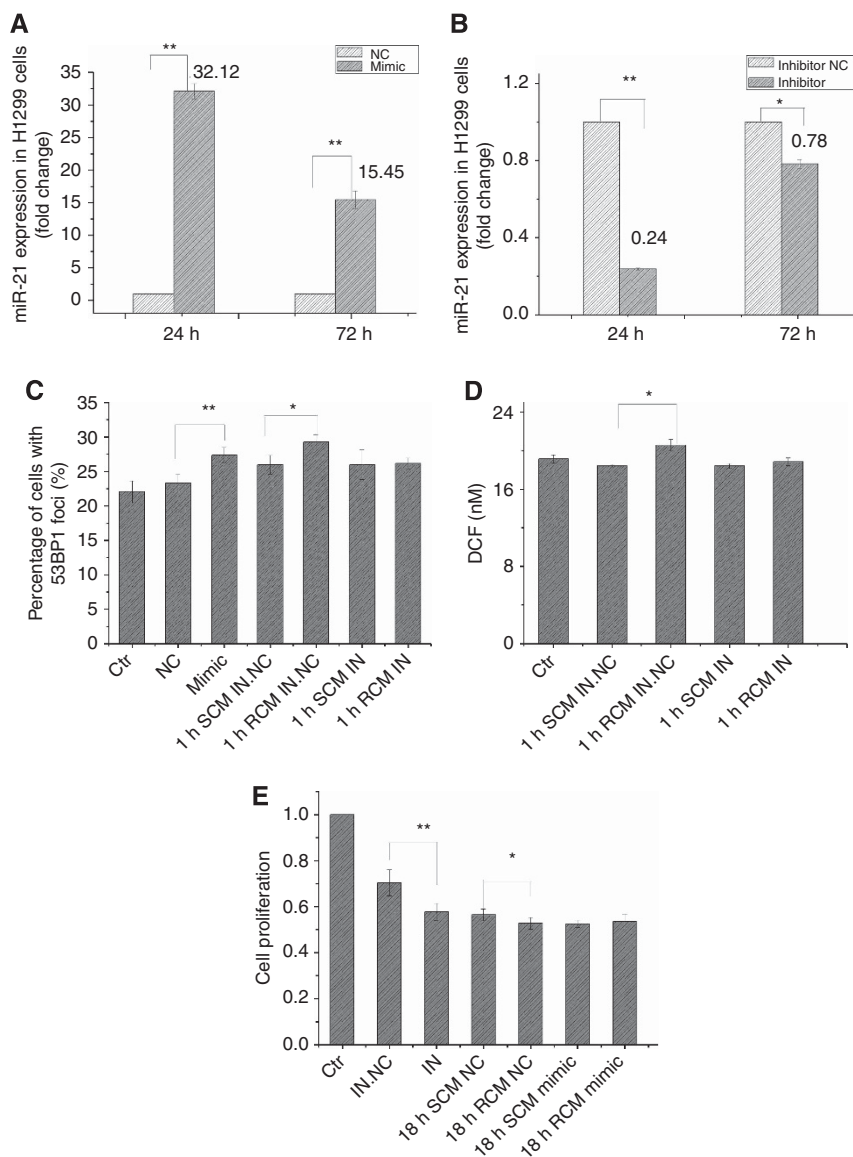 A
miR-21 expression in H1299 cells
(fold change)
35
30
25
20
15
10
5
0
**
32.12
**
15.45
NC
Mimic
24 h
72 h
B
miR-21 expression in H1299 cells
(fold change)
1.2
0.8
0.4
0.0
**
0.24
*
0.78
Inhibitor NC
Inhibitor
24 h
72 h
C
Percentage of cells with
53BP1 foci (%)
35
30
25
20
15
10
5
0
**
*
Ctr
NC
Mimic
1 h SCM IN.NC
1 h RCM IN.NC
1 h SCM IN
1 h RCM IN
D
DCF (nM)
24
16
8
0
*
Ctr
1 h SCM IN.NC
1 h RCM IN.NC
1 h SCM IN
1 h RCM IN
E
Cell proliferation
1.0
0.8
0.6
0.4
0.2
0.0
**
*
Ctr
IN.NC
IN
18 h SCM NC
18 h RCM NC
18 h SCM mimic
18 h RCM mimic